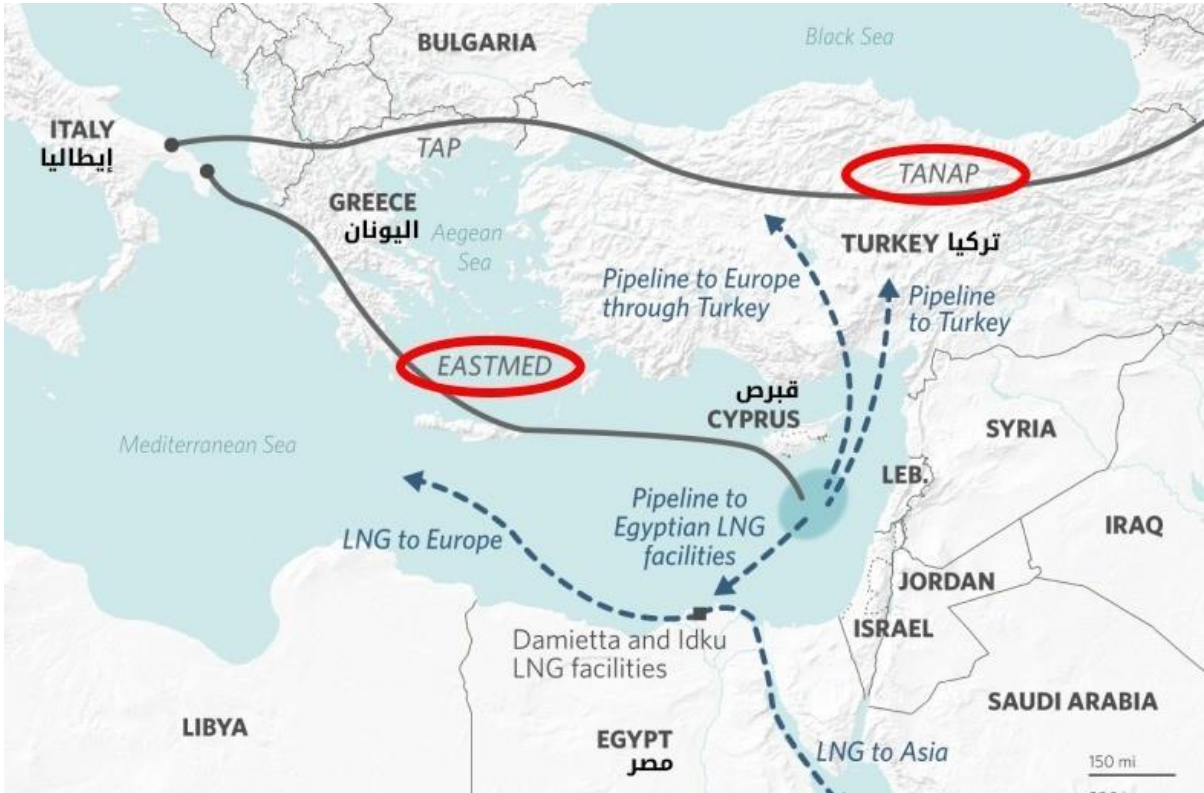 BULGARIA
Black Sea
ITALY
إيطاليا
TAP
TANAP
GREECE
اليونان
Aegean
Sea
TURKEY تركيا
Pipeline to Europe
through Turkey
Pipeline
to Turkey
EASTMED
قبرص
CYPRUS
SYRIA
Mediterranean Sea
LEB.
Pipeline to
Egyptian LNG
facilities
IRAQ
LNG to Europe
JORDAN
ISRAEL
Damietta and Idku
LNG facilities
SAUDI ARABIA
LIBYA
EGYPT
مصر
LNG to Asia
150 mi